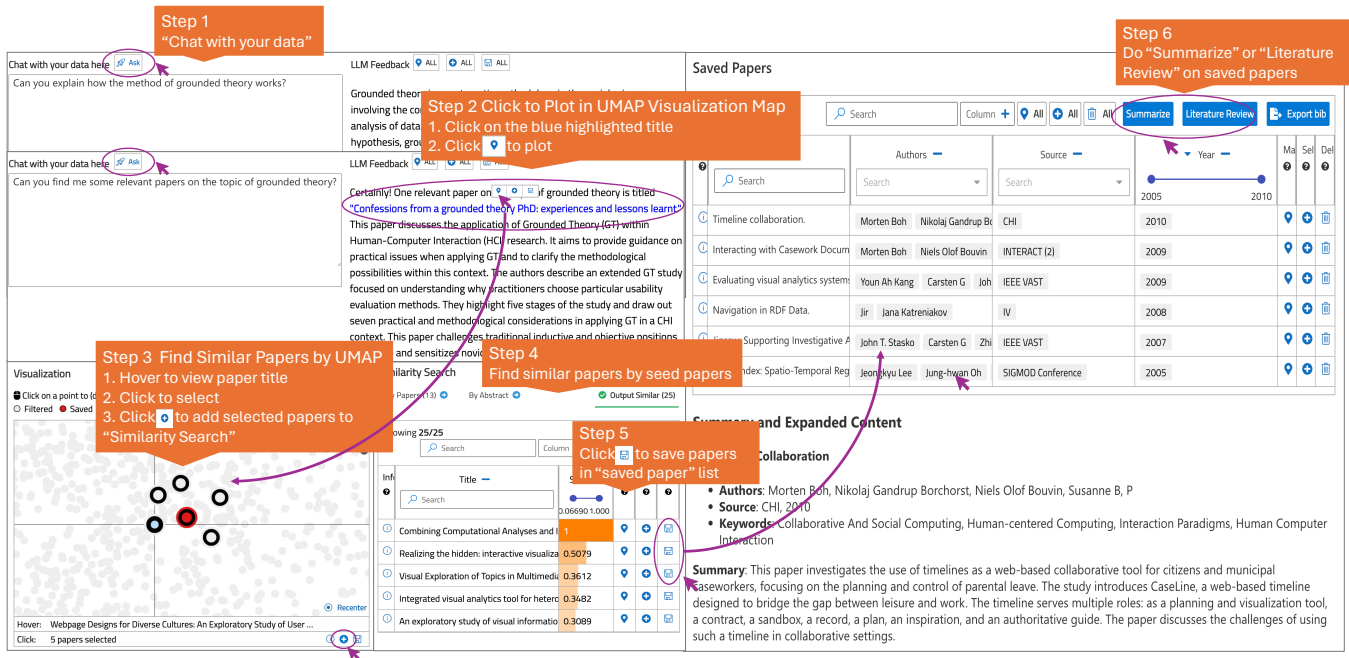 Step 1
“Chat with your data”
Chat with your data here
Ask
Can you explain how the method of grounded theory works?
LLM Feedback
ALL
ALL
ALL
Grounded
involving the
analysis of data
hypothesis,
Step 2 Click to Plot in UMAP Visualization Map
1. Click on the blue highlighted title
2. Click to plot
Chat with your data here
Ask
Can you find me some relevant papers on the topic of grounded theory?
LLM Feedback
ALL
ALL
Certainly! One relevant paper on of grounded theory is titled
"Confessions from a grounded theory PhD: experiences and lessons learnt"
This paper discusses the application of Grounded Theory (GT) within
Human-Computer Interaction (HCI) research. It aims to provide guidance on
practical issues when applying GT and to clarify the methodological
possibilities within this context. The authors describe an extended GT study
focused on understanding why practitioners choose particular usability
evaluation methods. They highlight five stages of the study and draw out
seven practical and methodological considerations in applying GT in a CHI
context. This paper challenges traditional inductive and objective positions
and sensitizes
Step 3 Find Similar Papers by UMAP
1. Hover to view paper title
2. Click to select
3. Click to add selected papers to
“Similarity Search”
Visualization
Click on a point to
Filtered
Saved
Recenter
Hover: Webpage Designs for Diverse Cultures: An Exploratory Study of User ...
Click: 5 papers selected
Step 4
Find similar papers by seed papers
Search
Papers (13)
By Abstract
Output Similar (25)
25/25
Search
Column
Step 5
Click to save papers
in “saved paper” list
Title
Search
0.0669 1.000
Combining Computational Analyses and I
1
Realizing the hidden: interactive visualiza
0.5079
Visual Exploration of Topics in Multimedia
0.3612
Integrated visual analytics tool for hetero
0.3482
An exploratory study of visual informatio
0.3089
Step 6
Do “Summarize” or “Literature
Review” on saved papers
Saved Papers
Search
Column
All
All
All
Summarize
Literature Review
Export bib
Authors
Source
Year
Ma
Sel
Del
Search
Search
Search
2005
2010
Timeline collaboration.
Morten Boh
Nikolaj Gandrup Bo
CHI
2010
Interacting with Casework Docum
Morten Boh
Niels Olof Bouvin
INTERACT (2)
2009
Evaluating visual analytics systems
Youn Ah Kang
Carsten G
Joh
IEEE VAST
2009
Navigation in RDF Data.
Jir
Jana Katreniakov
IV
2008
Supporting Investigative A
John T. Stasko
Carsten G
Zhi
IEEE VAST
2007
Index: Spatio-Temporal Reg
Jeongkyu Lee
Jung-hwan Oh
SIGMOD Conference
2005
Summary and Expanded Content
Collaboration
• Authors: Morten Boh, Nikolaj Gandrup Borchorst, Niels Olof Bouvin, Susanne B, P
• Source: CHI, 2010
• Keywords: Collaborative And Social Computing, Human-centered Computing, Interaction Paradigms, Human Computer
Interaction
Summary: This paper investigates the use of timelines as a web-based collaborative tool for citizens and municipal
caseworkers, focusing on the planning and control of parental leave. The study introduces CaseLine, a web-based timeline
designed to bridge the gap between leisure and work. The timeline serves multiple roles: as a planning and visualization tool,
a contract, a sandbox, a record, a plan, an inspiration, and an authoritative guide. The paper discusses the challenges of using
such a timeline in collaborative settings.